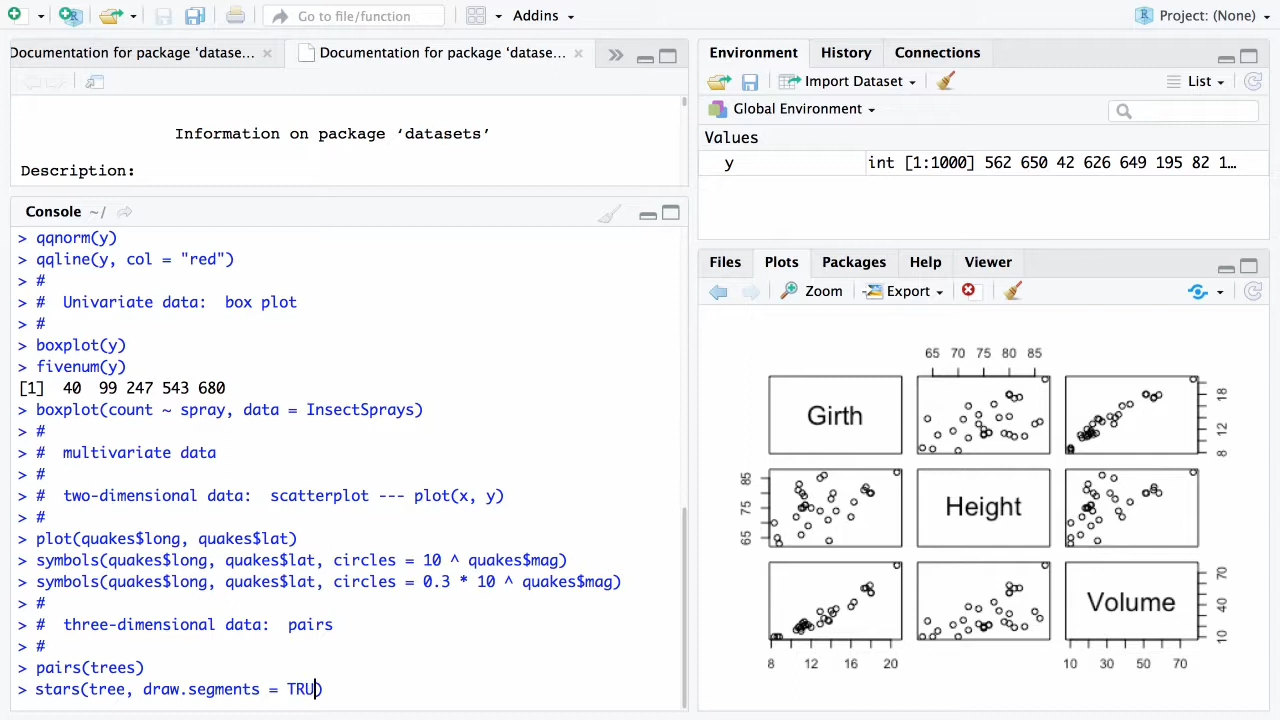 Go to file/function
Addins
Project: (None)
Documentation for package ‘datase...
Documentation for package ‘datase...
Information on package ‘datasets’
Description:
Console ~/
> qqnorm(y)
> qqline(y, col = "red")
> #
> #  Univariate data:  box plot
> #
> boxplot(y)
> fivenum(y)
[1]  40  99 247 543 680
> boxplot(count ~ spray, data = InsectSprays)
> #
> #  multivariate data
> #
> #  two-dimensional data:  scatterplot --- plot(x, y)
> #
> plot(quakes$long, quakes$lat)
> symbols(quakes$long, quakes$lat, circles = 10 ^ quakes$mag)
> symbols(quakes$long, quakes$lat, circles = 0.3 * 10 ^ quakes$mag)
> #
> #  three-dimensional data:  pairs
> #
> pairs(trees)
> stars(tree, draw.segments = TRU)
Environment History Connections
Import Dataset List
Global Environment
Values
y int [1:1000] 562 650 42 626 649 195 82 1…
Files Plots Packages Help Viewer
Zoom Export
65 70 75 80 85
Girth
8 12 18
65 75 85
Height
Volume
10 40 70
8 12 16 20
10 30 50 70